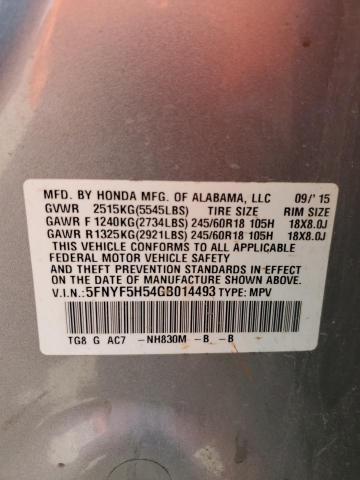 MFD. BY HONDA MFG. OF ALABAMA, LLC 09/'15
GVWR 2515KG(5545LBS) TIRE SIZE RIM SIZE
GAWR F 1240KG(2734LBS) 245/60R18 105H 18X8.0J
GAWR R1325KG(2921LBS) 245/60R18 105H 18X8.0J
THIS VEHICLE CONFORMS TO ALL APPLICABLE
FEDERAL MOTOR VEHICLE SAFETY
AND THEFT PREVENTION STANDARDS IN EFFECT
ON THE DATE OF MANUFACTURE SHOWN ABOVE.
V.I.N.: 5FNYF5H54GB014493 TYPE: MPV
TG8 G AC7 -NH830M -B -B